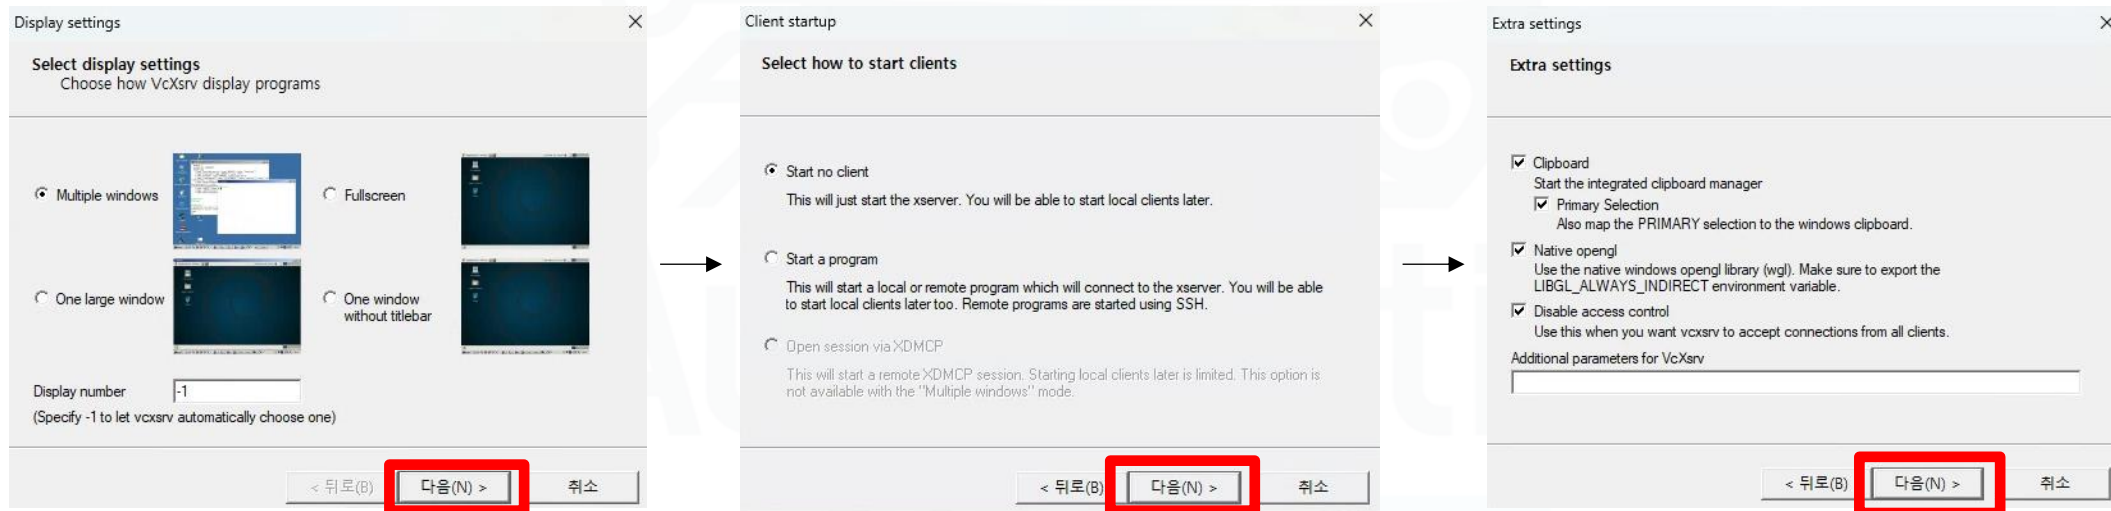 Display settings
Select display settings
Choose how VcXsrv display programs
Multiple windows
Fullscreen
One large window
One window
without titlebar
Display number
-1
(Specify -1 to let vcxsrv automatically choose one)
< 뒤로(B)
다음(N) >
취소
Client startup
Select how to start clients
Start no client
This will just start the xserver. You will be able to start local clients later.
Start a program
This will start a local or remote program which will connect to the xserver. You will be able
to start local clients later too. Remote programs are started using SSH.
Open session via XDMCP
This will start a remote XDMCP session. Starting local clients later is limited. This option is
not available with the "Multiple windows" mode.
< 뒤로(B)
다음(N) >
취소
Extra settings
Extra settings
Clipboard
Start the integrated clipboard manager
Primary Selection
Also map the PRIMARY selection to the windows clipboard.
Native opengl
Use the native windows opengl library (wgl). Make sure to export the
LIBGL_ALWAYS_INDIRECT environment variable.
Disable access control
Use this when you want vcxsrv to accept connections from all clients.
Additional parameters for VcXsrv
< 뒤로(B)
다음(N) >
취소